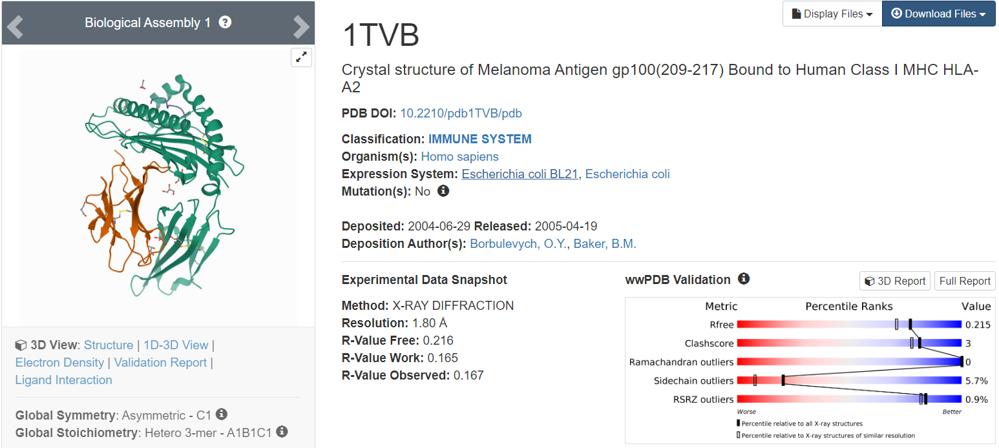 Biological Assembly 1 ?
3D View: Structure | 1D-3D View |
Electron Density | Validation Report |
Ligand Interaction
Global Symmetry: Asymmetric - C1
Global Stoichiometry: Hetero 3-mer - A1B1C1
Display Files
Download Files
1TVB
Crystal structure of Melanoma Antigen gp100(209-217) Bound to Human Class I MHC HLA-
A2
PDB DOI: 10.2210/pdb1TVB/pdb
Classification: IMMUNE SYSTEM
Organism(s): Homo sapiens
Expression System: Escherichia coli BL21, Escherichia coli
Mutation(s): No
Deposited: 2004-06-29 Released: 2005-04-19
Deposition Author(s): Borbulevych, O.Y., Baker, B.M.
Experimental Data Snapshot
Method: X-RAY DIFFRACTION
Resolution: 1.80 Å
R-Value Free: 0.216
R-Value Work: 0.165
R-Value Observed: 0.167
wwPDB Validation
3D Report
Full Report
Metric Percentile Ranks Value
Rfree 0.215
Clashscore 3
Ramachandran outliers 0
Sidechain outliers 5.7%
RSRZ outliers 0.9%
Worse Better
Percentile relative to all X-ray structures
Percentile relative to X-ray structures of similar resolution